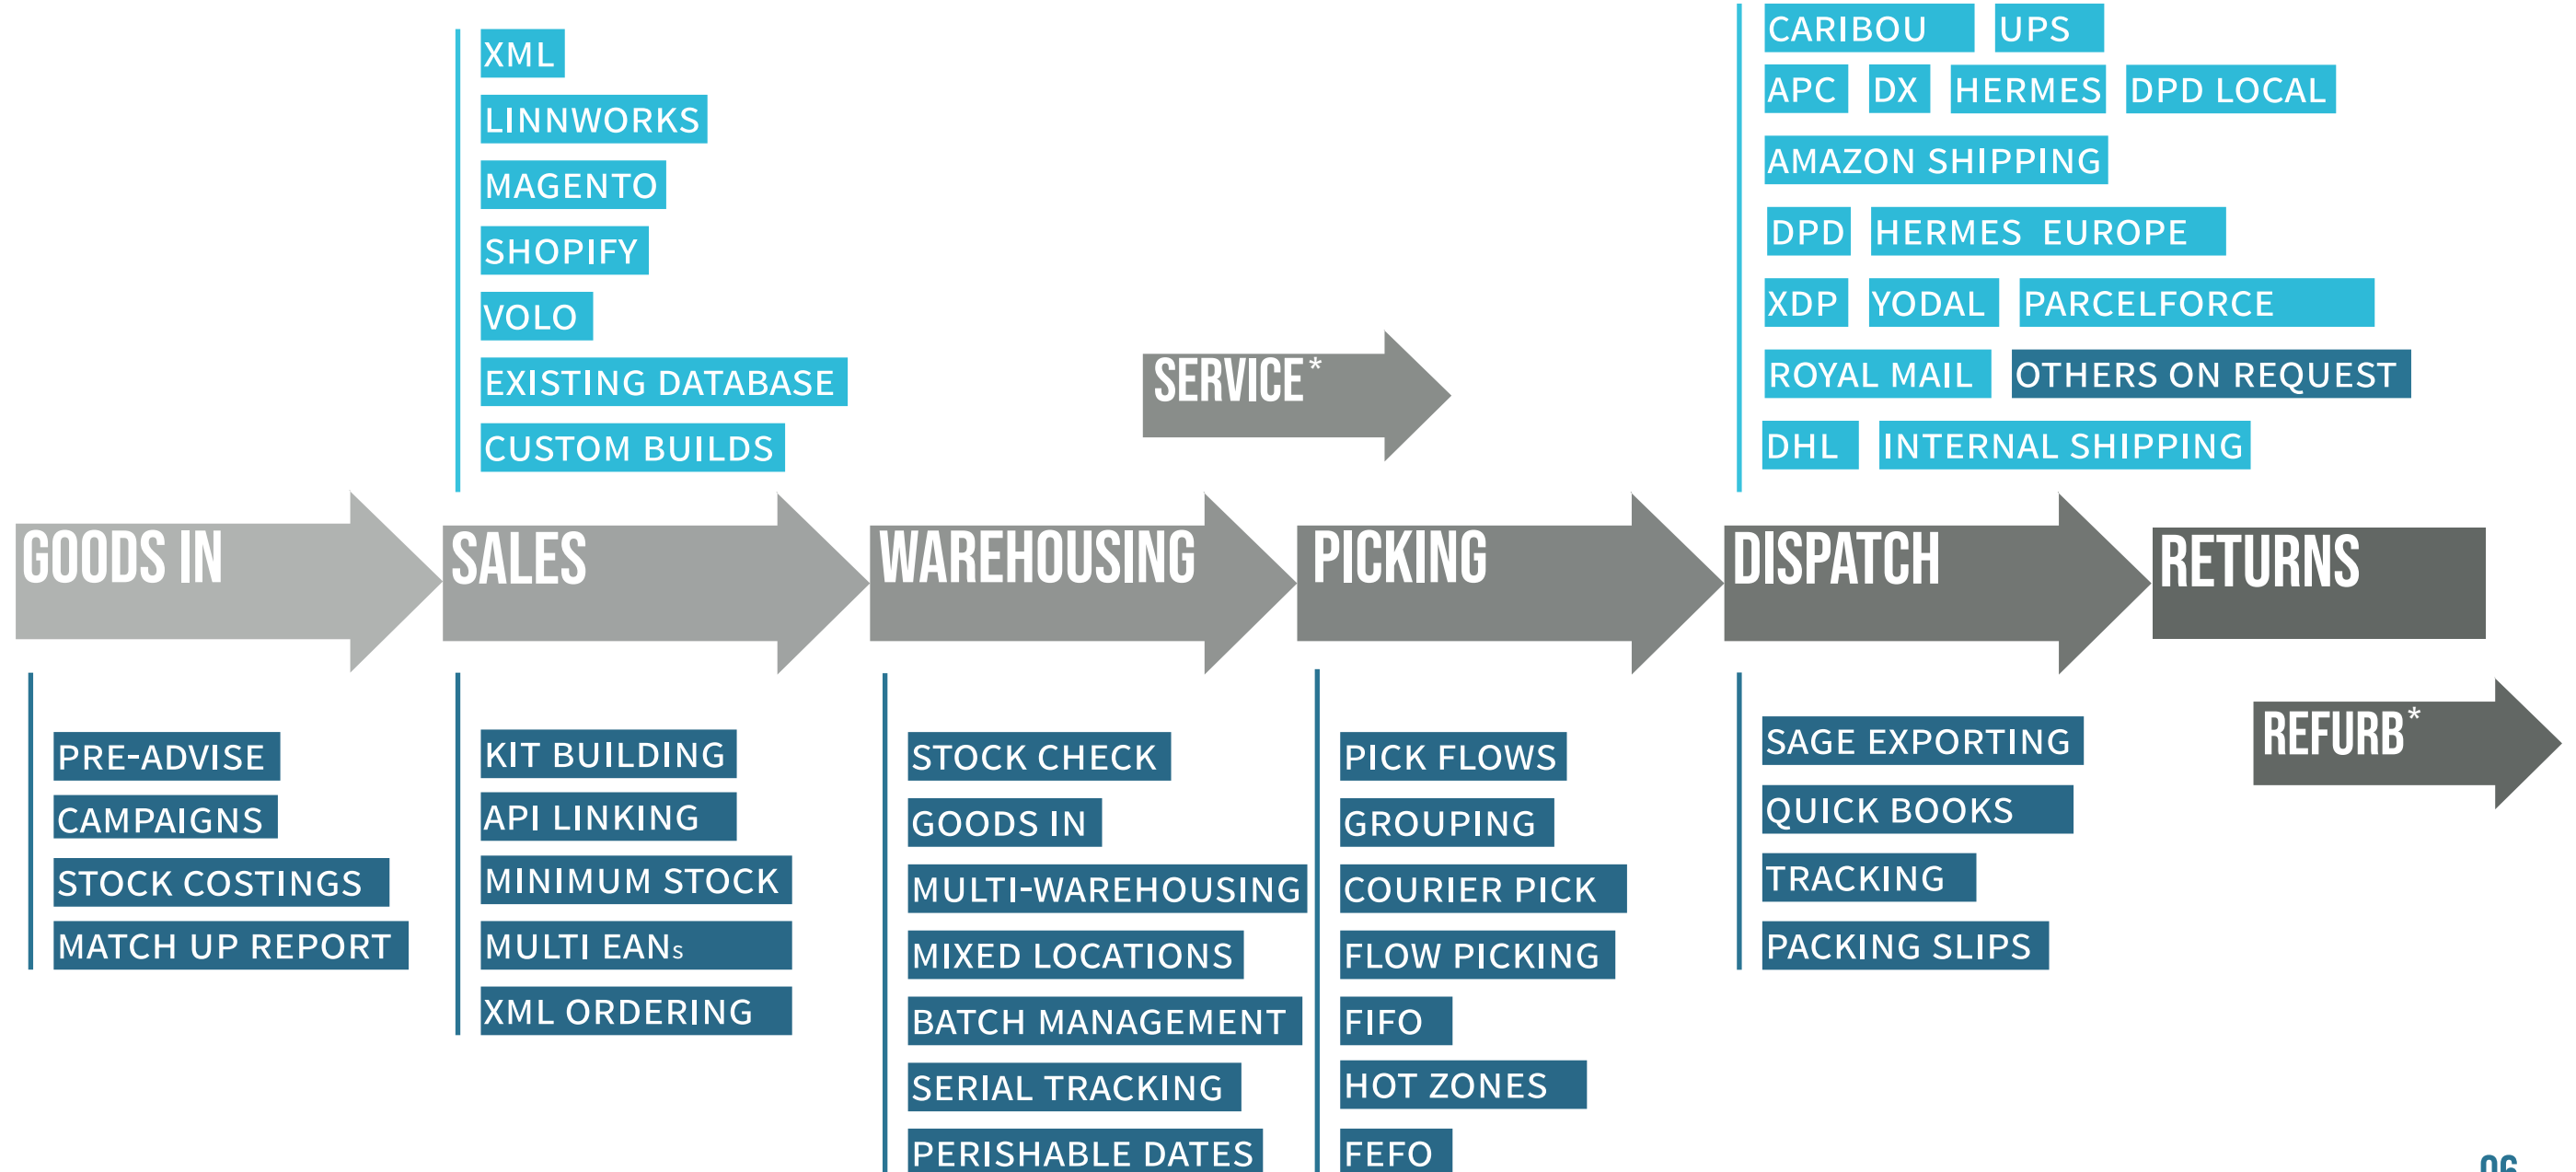 XML
LINNWORKS
MAGENTO
SHOPIFY
VOLO
EXISTING DATABASE
CUSTOM BUILDS
SERVICE*
CARIBOU UPS
APC DX HERMES DPD LOCAL
AMAZON SHIPPING
DPD HERMES EUROPE
XDP YODAL PARCELFORCE
ROYAL MAIL OTHERS ON REQUEST
DHL INTERNAL SHIPPING
GOODS IN
SALES
WAREHOUSING
PICKING
DISPATCH
RETURNS
REFURB*
PRE-ADVISE
CAMPAIGNS
STOCK COSTINGS
MATCH UP REPORT
KIT BUILDING
API LINKING
MINIMUM STOCK
MULTI EANs
XML ORDERING
STOCK CHECK
GOODS IN
MULTI-WAREHOUSING
MIXED LOCATIONS
BATCH MANAGEMENT
SERIAL TRACKING
PERISHABLE DATES
PICK FLOWS
GROUPING
COURIER PICK
FLOW PICKING
FIFO
HOT ZONES
FEFO
SAGE EXPORTING
QUICK BOOKS
TRACKING
PACKING SLIPS
06